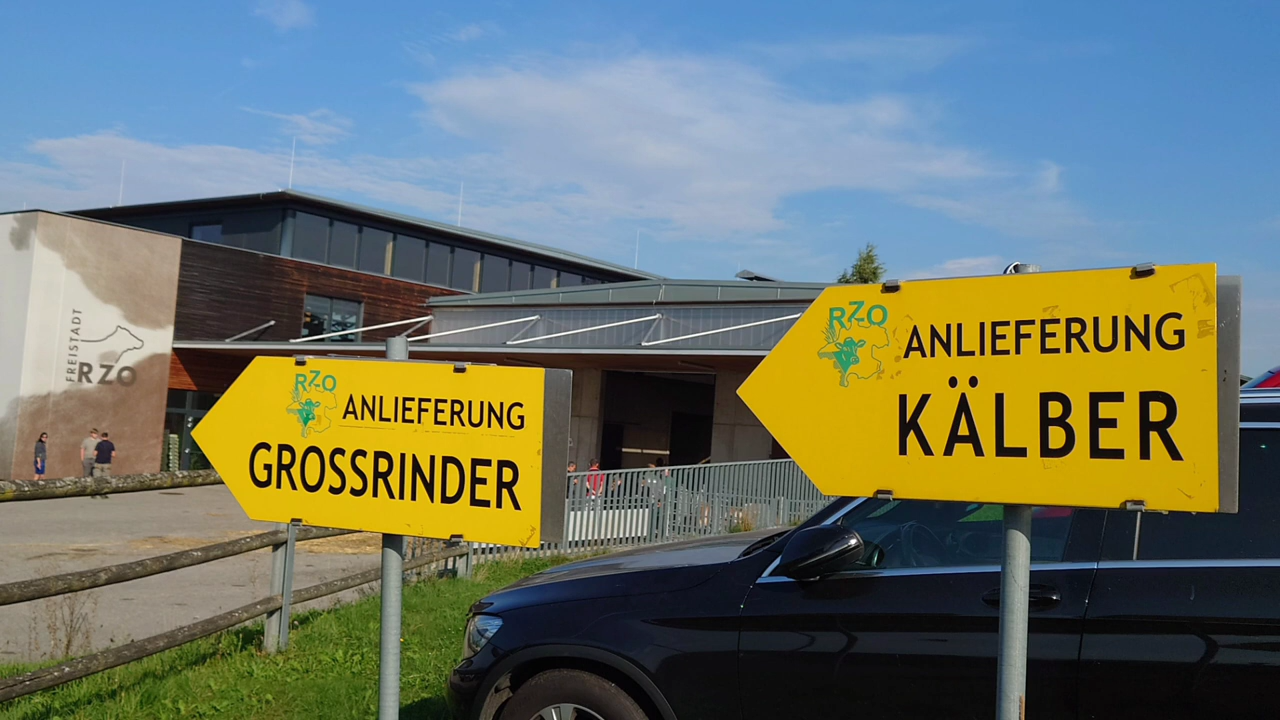 FREISTADT
RZO
RZO
ANLIEFERUNG
GROSSRINDER
RZO
ANLIEFERUNG
KÄLBER